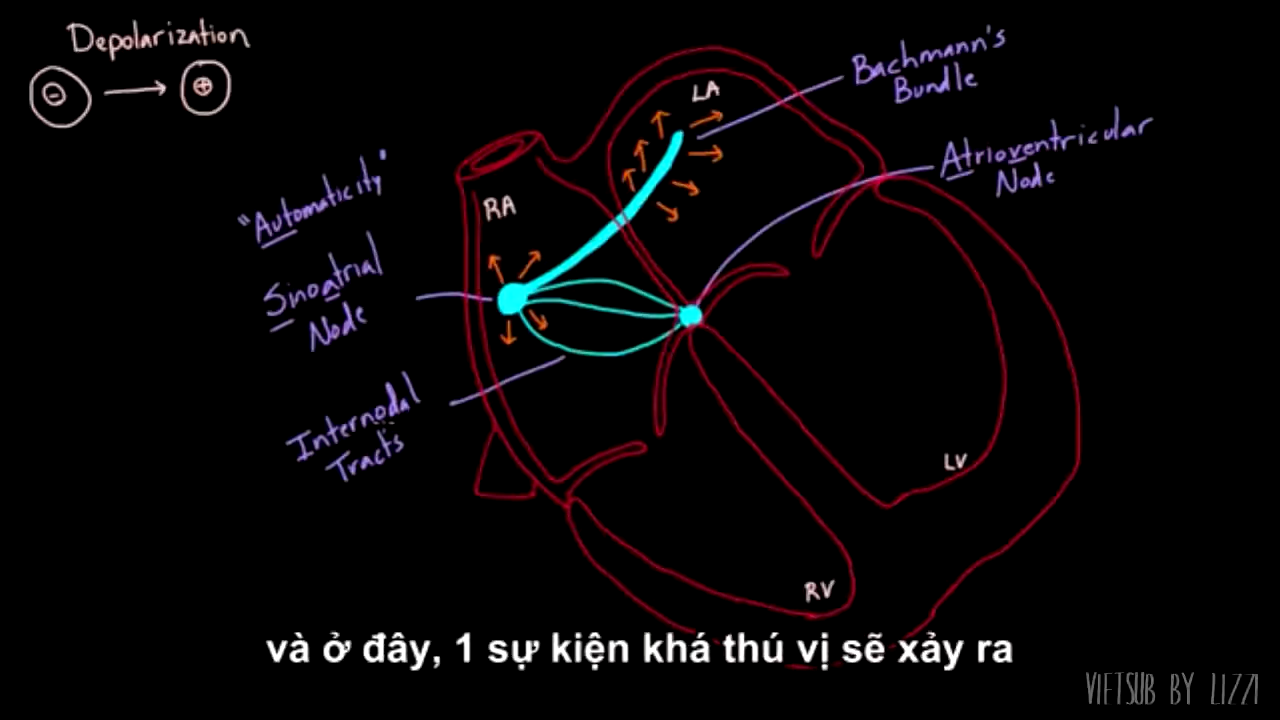 Depolarization
LA
Bachmann's
Bundle
Atrioventricular
Node
"Automaticity"
RA
Sinoatrial
Node
Internodal
Tracts
LV
RV
và ở đây, 1 sự kiện khá thú vị sẽ xảy ra
VIETSUB BY LIZZI